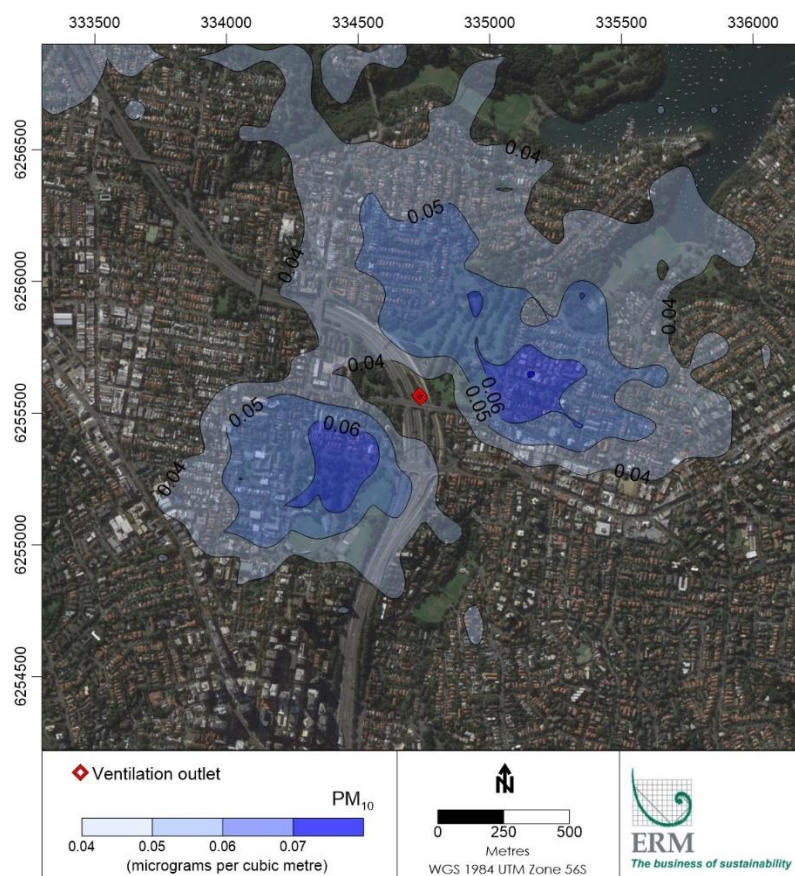 333500 334000 334500 335000 335500 336000
6256500
6256000
6255500
6255000
6254500
0.04
0.05
0.04
0.04
0.04
0.06
0.05
0.05
0.06
0.04
0.04
Ventilation outlet
PM10
0.04 0.05 0.06 0.07
(micrograms per cubic metre)
N
0 250 500
Metres
WGS 1984 UTM Zone 56S
ERM
The business of sustainability